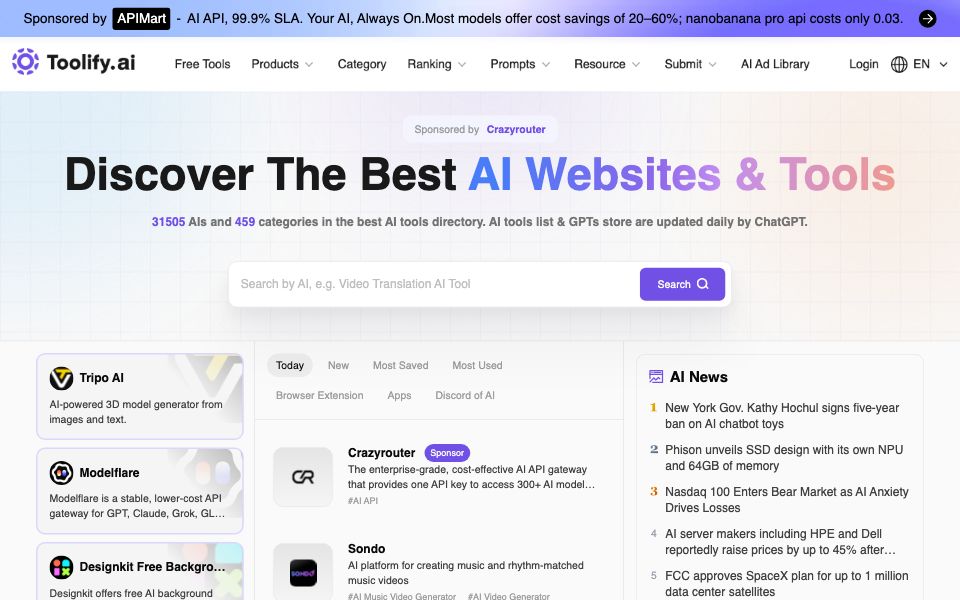 Sponsored by APIMart - AI API, 99.9% SLA. Your AI, Always On.Most models offer cost savings of 20–60%; nanobanana pro api costs only 0.03.
Toolify.ai Free Tools Products Category Ranking Prompts Resource Submit AI Ad Library Login EN
Sponsored by Crazyrouter
Discover The Best AI Websites & Tools
31505 AIs and 459 categories in the best AI tools directory. AI tools list & GPTs store are updated daily by ChatGPT.
Search by AI, e.g. Video Translation AI Tool Search
Tripo AI
AI-powered 3D model generator from
images and text.
Modelflare
Modelflare is a stable, lower-cost API
gateway for GPT, Claude, Grok, GL...
Designkit Free Backgro...
Designkit offers free AI background
Today New Most Saved Most Used
Browser Extension Apps Discord of AI
Crazyrouter Sponsor
The enterprise-grade, cost-effective AI API gateway
that provides one API key to access 300+ AI model...
#AI API
SONDO
Sondo
AI platform for creating music and rhythm-matched
music videos
#AI Music Video Generator #AI Video Generator
AI News
1 New York Gov. Kathy Hochul signs five-year
ban on AI chatbot toys
2 Phison unveils SSD design with its own NPU
and 64GB of memory
3 Nasdaq 100 Enters Bear Market as AI Anxiety
Drives Losses
4 AI server makers including HPE and Dell
reportedly raise prices by up to 45% after...
5 FCC approves SpaceX plan for up to 1 million
data center satellites